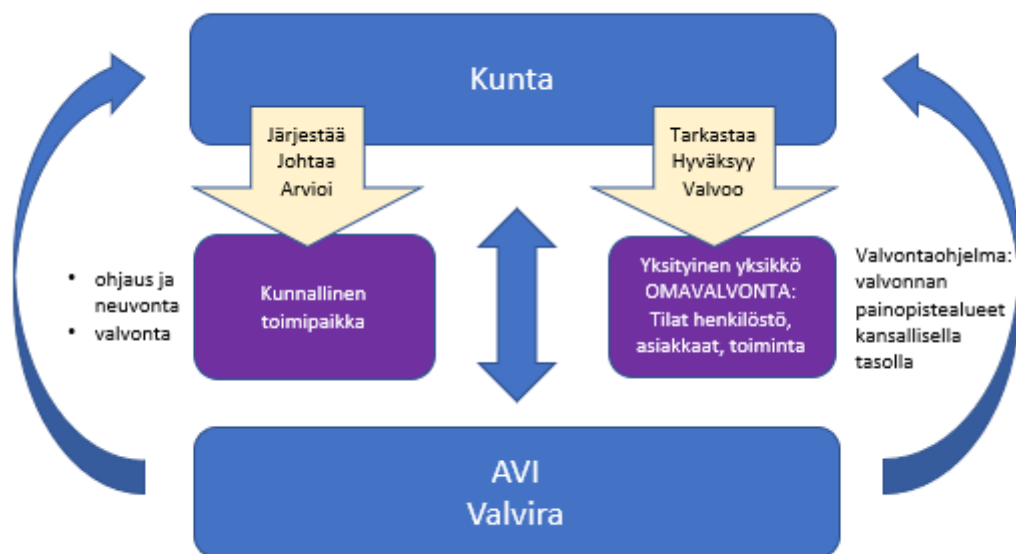 Kunta
Järjestää
Johtaa
Arvioi
Tarkastaa
Hyväksyy
Valvoo
• ohjaus ja
neuvonta
• valvonta
Kunnallinen
toimipaikka
Yksityinen yksikkö
OMAVALVONTA:
Tilat henkilöstö,
asiakkaat, toiminta
Valvontaohjelma:
valvonnan
painopistealueet
kansallisella
tasolla
AVI
Valvira